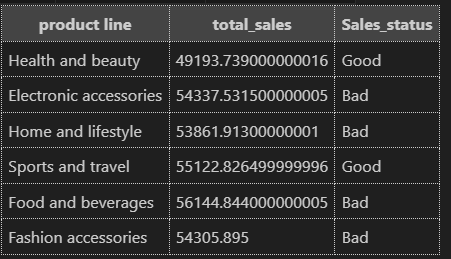 product line total_sales Sales_status
Health and beauty 49193.739000000016 Good
Electronic accessories 54337.531500000005 Bad
Home and lifestyle 53861.91300000001 Bad
Sports and travel 55122.826499999996 Good
Food and beverages 56144.844000000005 Bad
Fashion accessories 54305.895 Bad